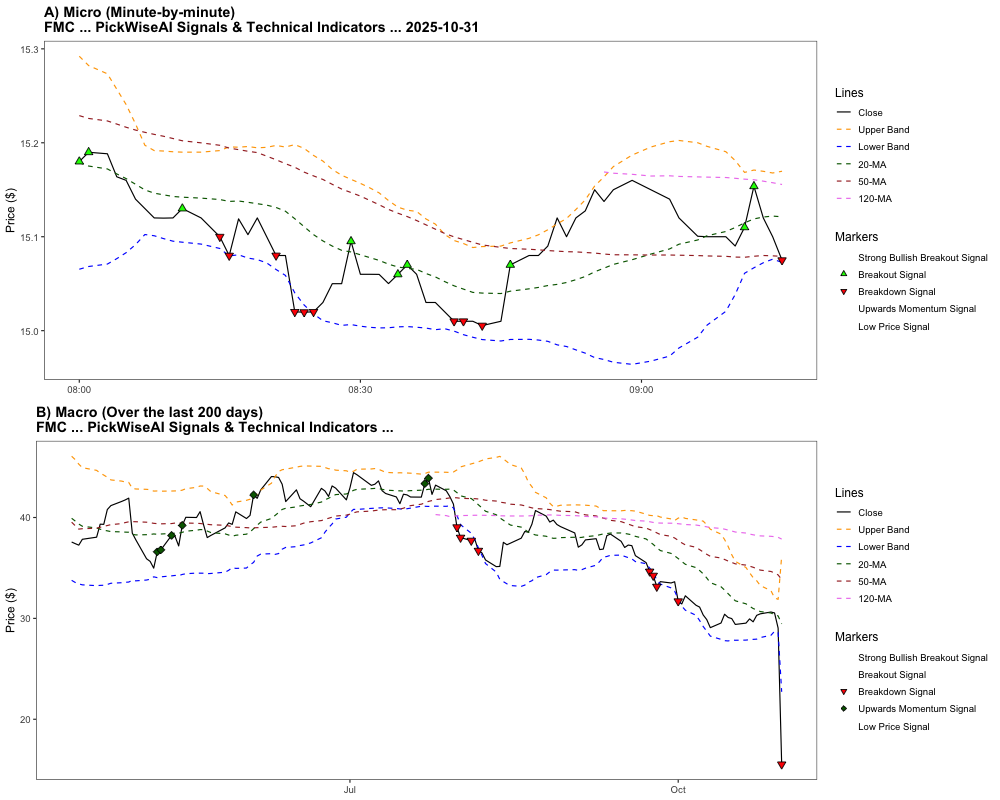 A) Micro (Minute-by-minute)
FMC ... PickWiseAI Signals & Technical Indicators ... 2025-10-31
15.3
15.2
15.1
15.0
Price ($)
08:00
08:30
09:00
Lines
Close
Upper Band
Lower Band
20-MA
50-MA
120-MA
Markers
Strong Bullish Breakout Signal
Breakout Signal
Breakdown Signal
Upwards Momentum Signal
Low Price Signal
B) Macro (Over the last 200 days)
FMC ... PickWiseAI Signals & Technical Indicators ...
40
30
20
Price ($)
Jul
Oct
Lines
Close
Upper Band
Lower Band
20-MA
50-MA
120-MA
Markers
Strong Bullish Breakout Signal
Breakout Signal
Breakdown Signal
Upwards Momentum Signal
Low Price Signal